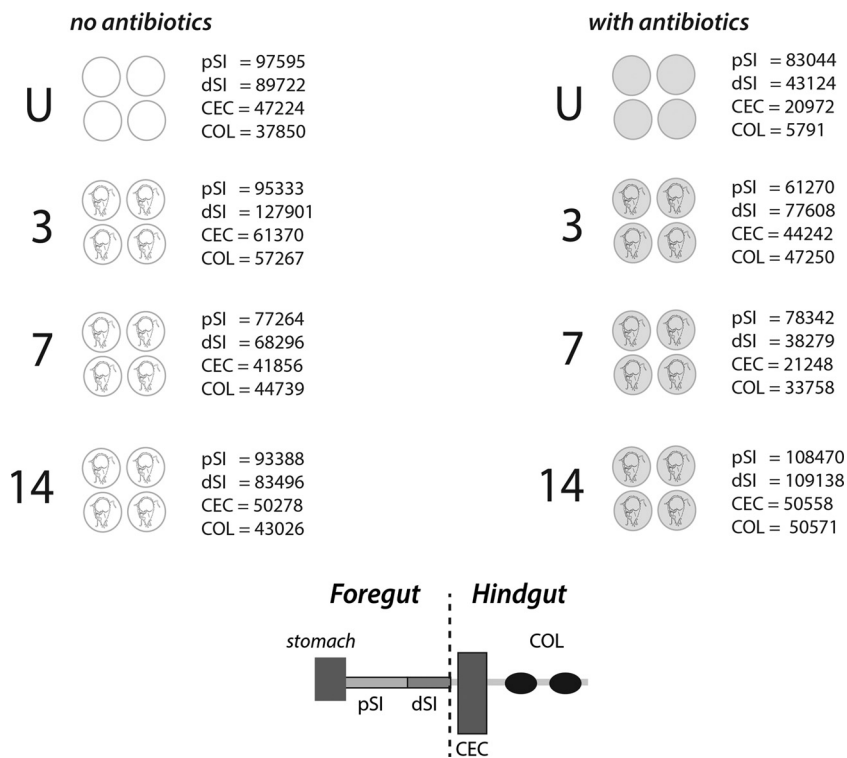 no antibiotics
with antibiotics
U
pSI = 97595
dSI = 89722
CEC = 47224
COL = 37850
U
pSI = 83044
dSI = 43124
CEC = 20972
COL = 5791
3
pSI = 95333
dSI = 127901
CEC = 61370
COL = 57267
3
pSI = 61270
dSI = 77608
CEC = 44242
COL = 47250
7
pSI = 77264
dSI = 68296
CEC = 41856
COL = 44739
7
pSI = 78342
dSI = 38279
CEC = 21248
COL = 33758
14
pSI = 93388
dSI = 83496
CEC = 50278
COL = 43026
14
pSI = 108470
dSI = 109138
CEC = 50558
COL = 50571
Foregut
Hindgut
stomach
COL
pSI
dSI
CEC